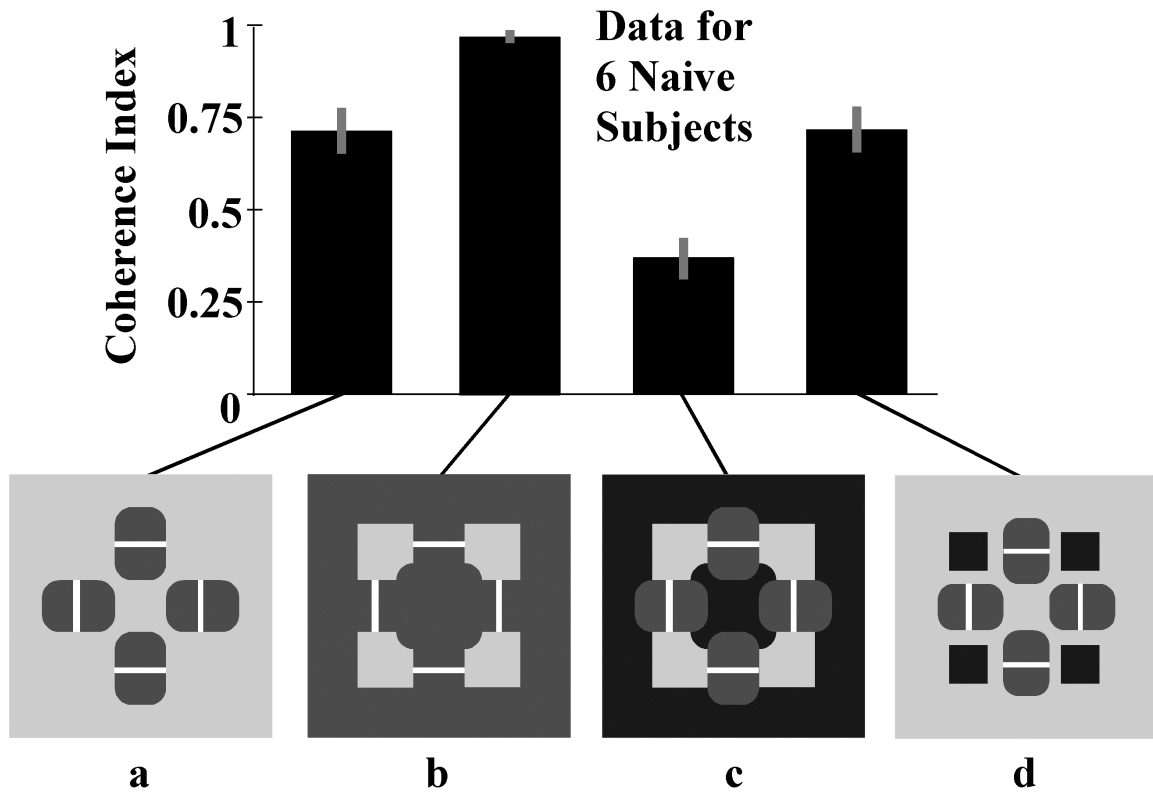 Data for
6 Naive
Subjects
Coherence Index
1
0.75
0.5
0.25
0
a
b
c
d